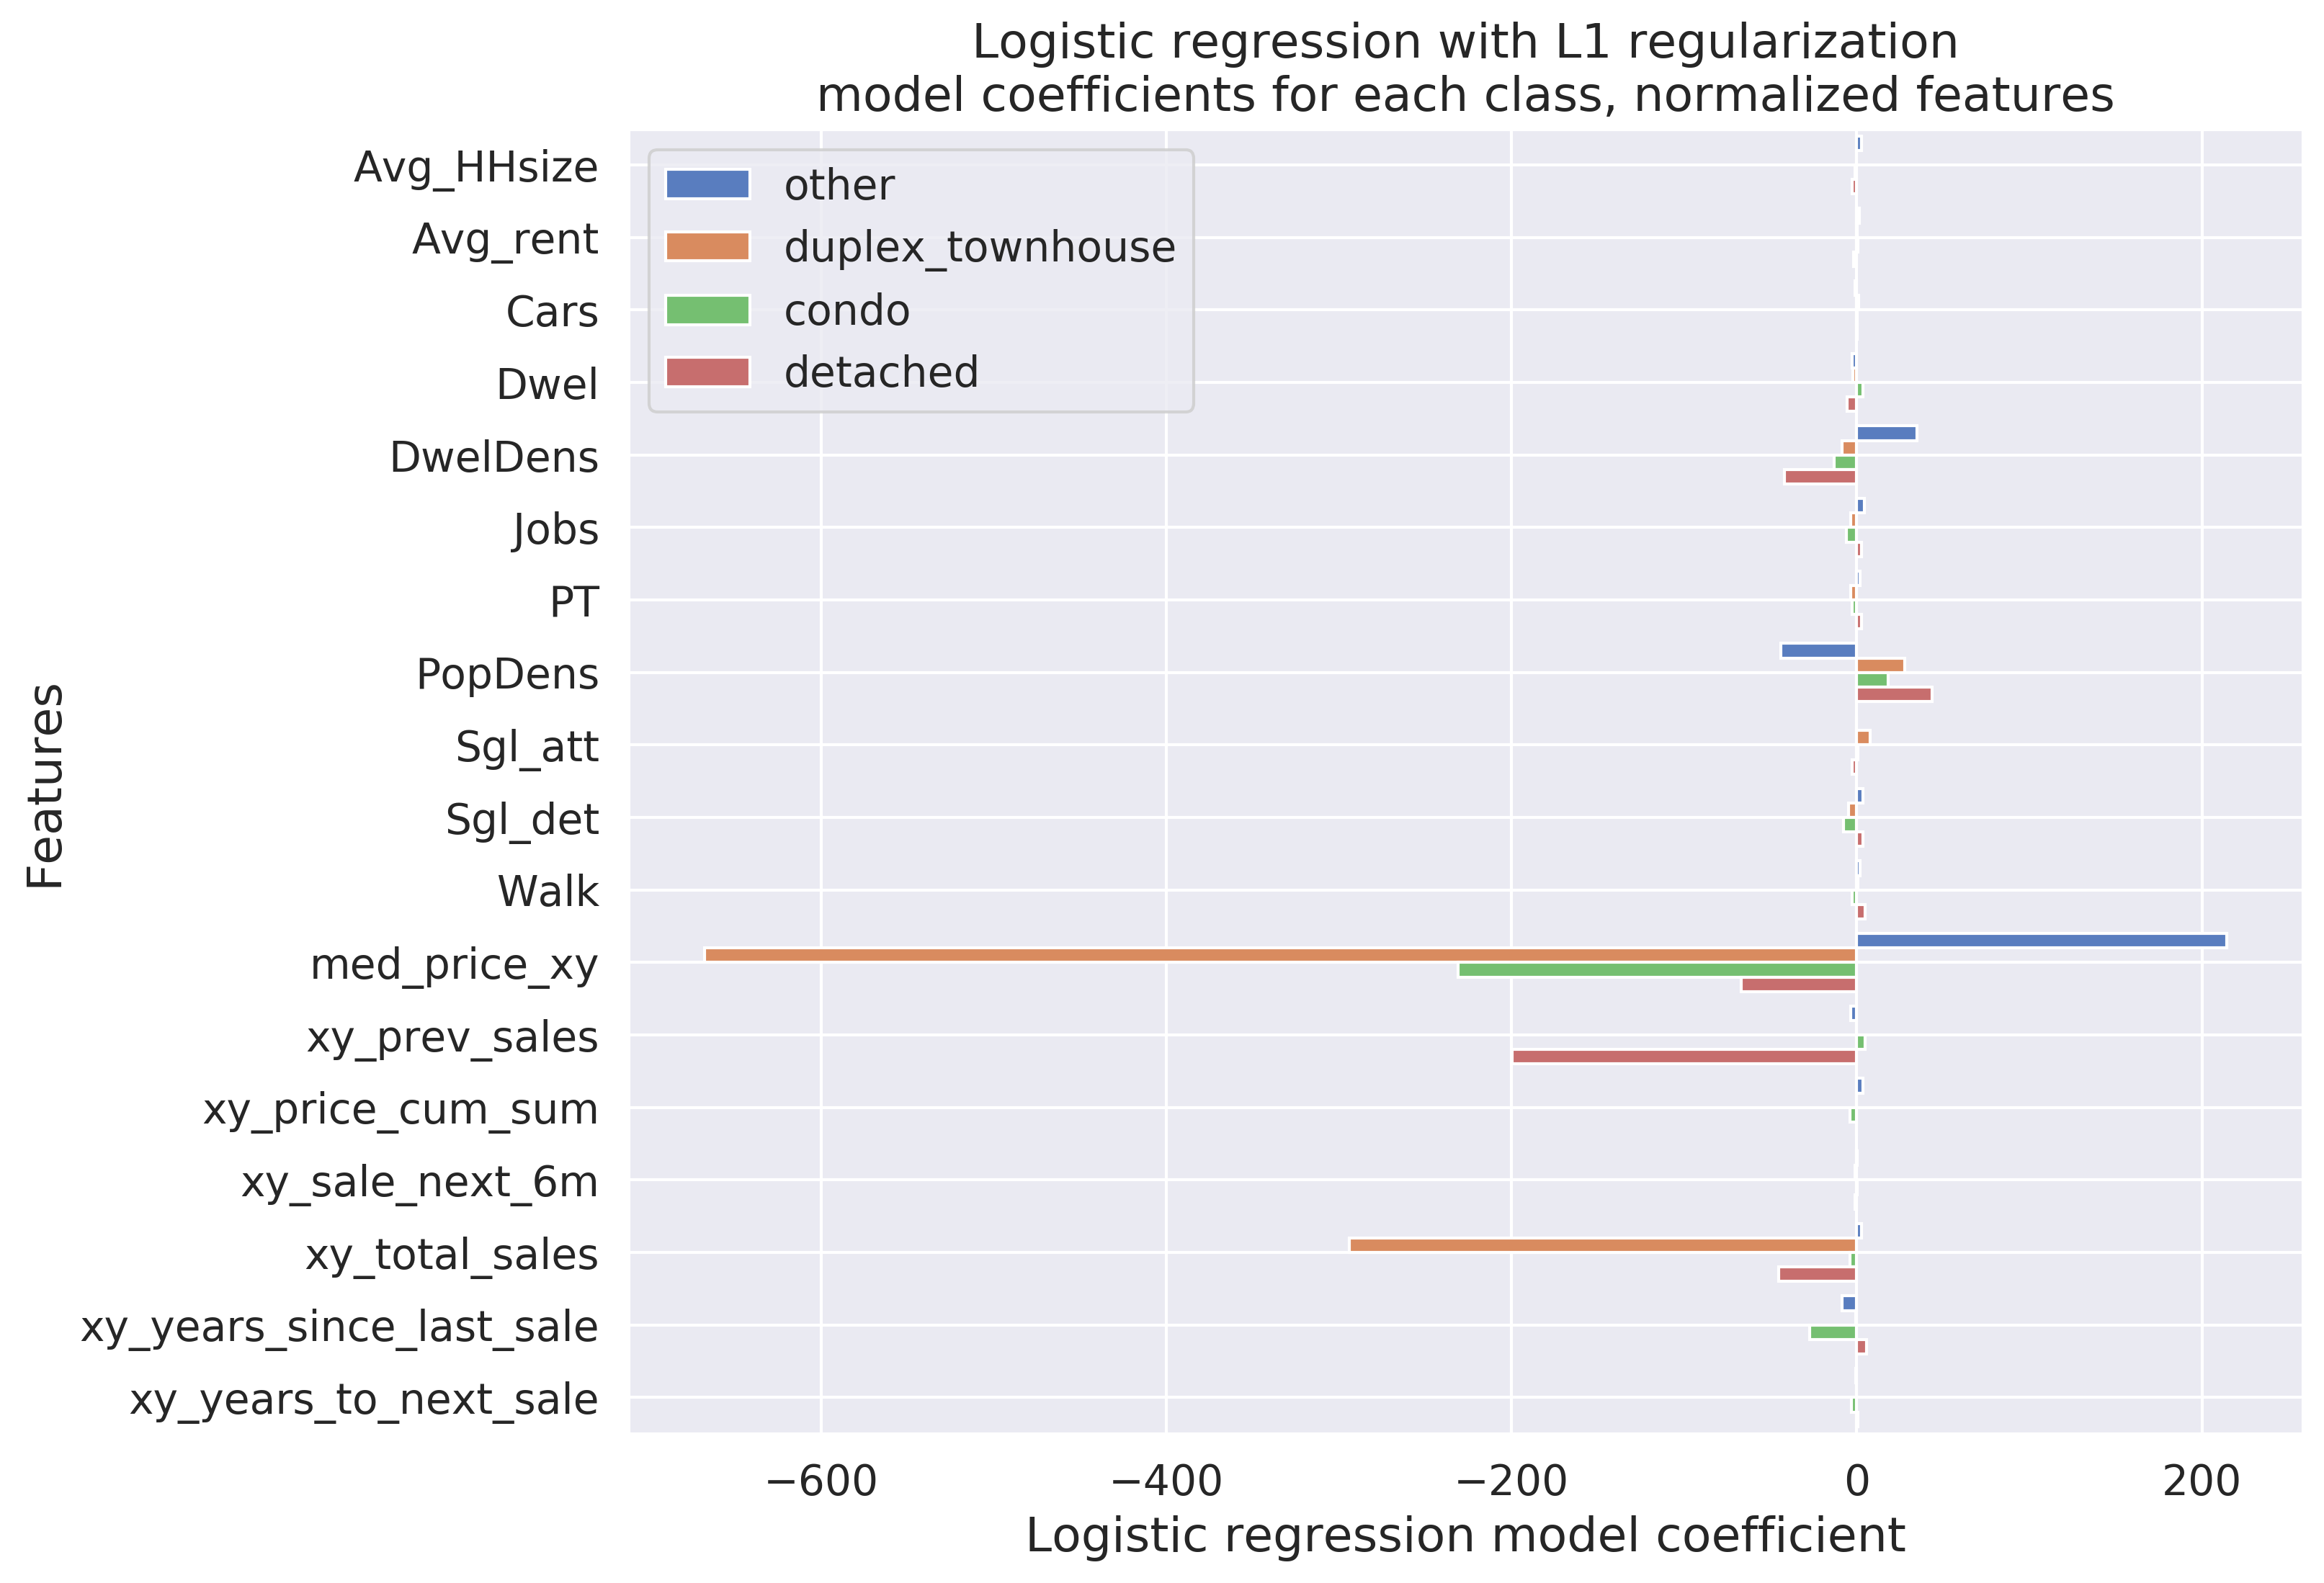 Logistic regression with L1 regularization
model coefficients for each class, normalized features
other
duplex_townhouse
condo
detached
Features
Avg_HHsize
Avg_rent
Cars
Dwel
DwelDens
Jobs
PT
PopDens
Sgl_att
Sgl_det
Walk
med_price_xy
xy_prev_sales
xy_price_cum_sum
xy_sale_next_6m
xy_total_sales
xy_years_since_last_sale
xy_years_to_next_sale
−600 −400 −200 0 200
Logistic regression model coefficient